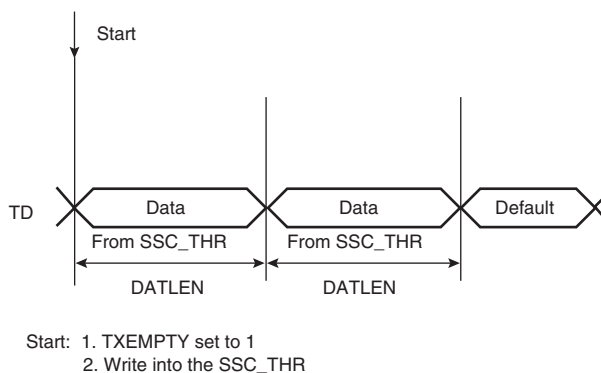 Start
TD
Data
Data
Default
From SSC_THR
From SSC_THR
DATLEN
DATLEN
Start: 1. TXEMPTY set to 1
2. Write into the SSC_THR